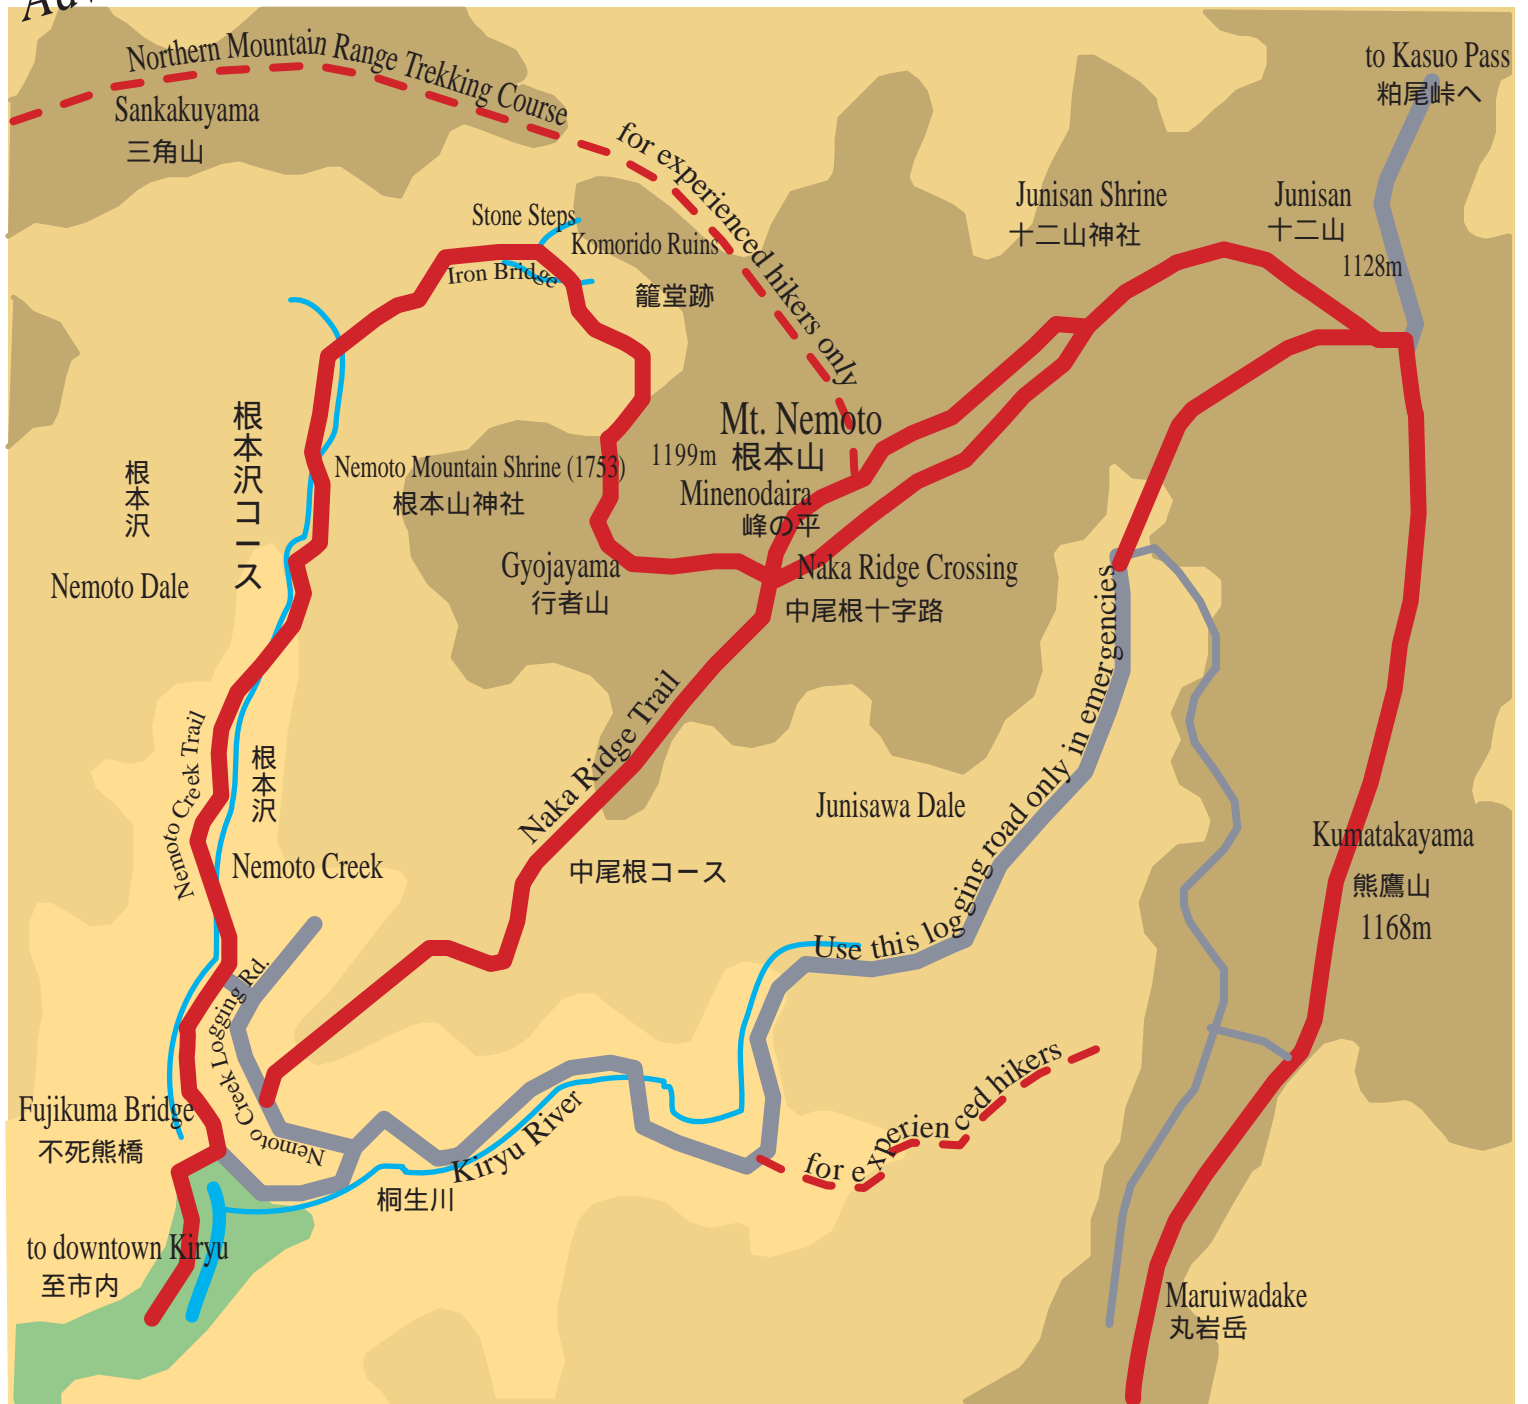 Northern Mountain Range Trekking Course
for experienced hikers only
to Kasuo Pass
粕尾峠へ
Sankakuyama
三角山
Stone Steps
Komorido Ruins
籠堂跡
Iron Bridge
Junisan Shrine
十二山神社
Junisan
十二山
1128m
根本沢コース
根本沢
Nemoto Dale
Nemoto Mountain Shrine (1753)
根本山神社
Mt. Nemoto
1199m
根本山
Minenodaira
峰の平
Gyojayama
行者山
Naka Ridge Crossing
中尾根十字路
Nemoto Creek Trail
根本沢
Nemoto Creek
Naka Ridge Trail
中尾根コース
Junisawa Dale
Use this logging road only in emergencies
Kumatakayama
熊鷹山
1168m
Nemoto Creek Logging Rd.
Fujikuma Bridge
不死熊橋
Kiryu River
桐生川
for experienced hikers
to downtown Kiryu
至市内
Maruiwadake
丸岩岳